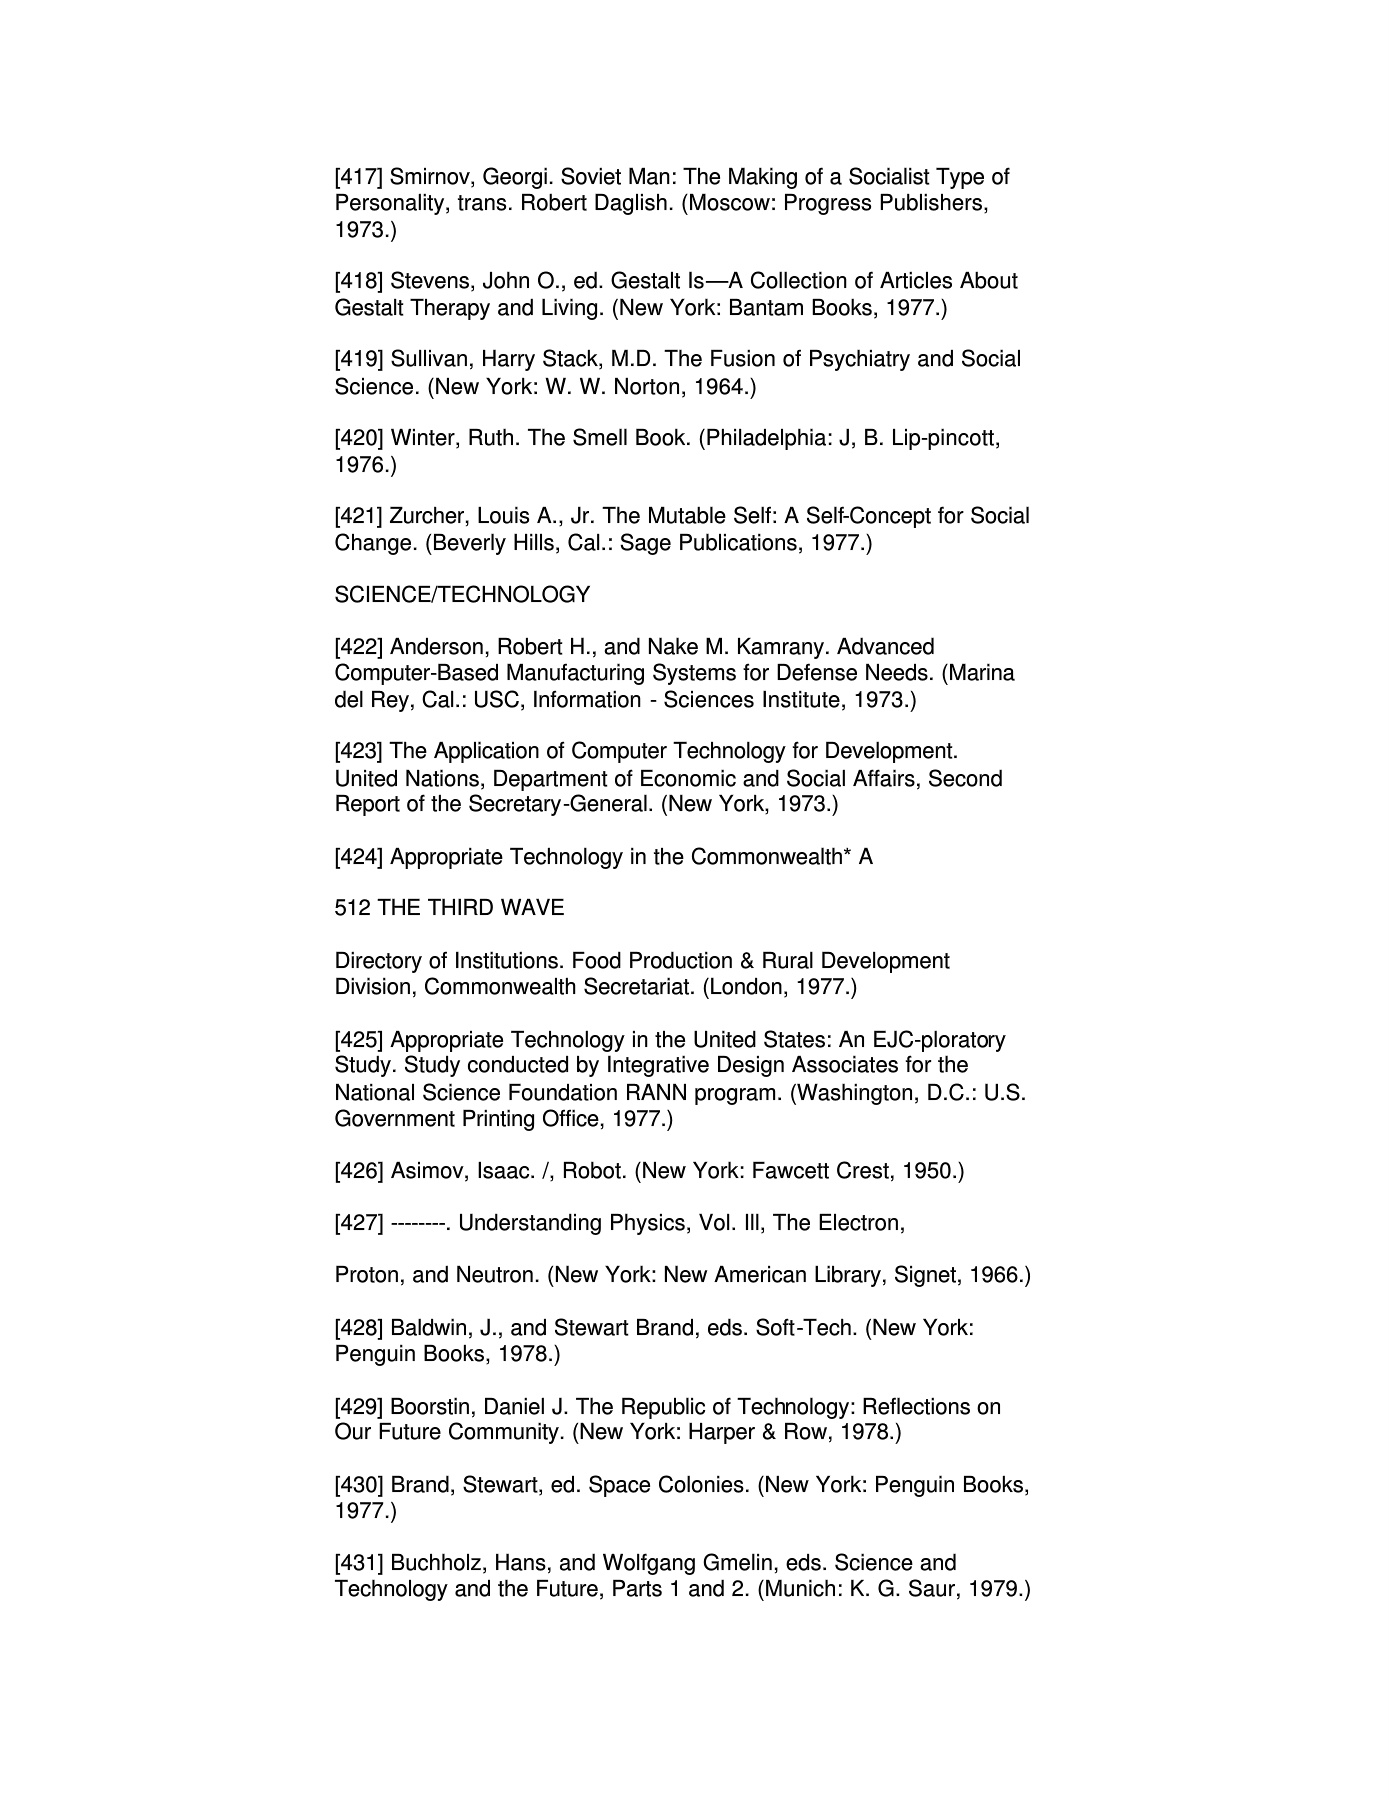 [417] Smirnov, Georgi. Soviet Man: The Making of a Socialist Type of
Personality, trans. Robert Daglish. (Moscow: Progress Publishers,
1973.)
[418] Stevens, John O., ed. Gestalt Is—A Collection of Articles About
Gestalt Therapy and Living. (New York: Bantam Books, 1977.)
[419] Sullivan, Harry Stack, M.D. The Fusion of Psychiatry and Social
Science. (New York: W. W. Norton, 1964.)
[420] Winter, Ruth. The Smell Book. (Philadelphia: J, B. Lip-pincott,
1976.)
[421] Zurcher, Louis A., Jr. The Mutable Self: A Self-Concept for Social
Change. (Beverly Hills, Cal.: Sage Publications, 1977.)
SCIENCE/TECHNOLOGY
[422] Anderson, Robert H., and Nake M. Kamrany. Advanced
Computer-Based Manufacturing Systems for Defense Needs. (Marina
del Rey, Cal.: USC, Information - Sciences Institute, 1973.)
[423] The Application of Computer Technology for Development.
United Nations, Department of Economic and Social Affairs, Second
Report of the Secretary-General. (New York, 1973.)
[424] Appropriate Technology in the Commonwealth* A
512 THE THIRD WAVE
Directory of Institutions. Food Production & Rural Development
Division, Commonwealth Secretariat. (London, 1977.)
[425] Appropriate Technology in the United States: An EJC-ploratory
Study. Study conducted by Integrative Design Associates for the
National Science Foundation RANN program. (Washington, D.C.: U.S.
Government Printing Office, 1977.)
[426] Asimov, Isaac. /, Robot. (New York: Fawcett Crest, 1950.)
[427] --------. Understanding Physics, Vol. Ill, The Electron,
Proton, and Neutron. (New York: New American Library, Signet, 1966.)
[428] Baldwin, J., and Stewart Brand, eds. Soft-Tech. (New York:
Penguin Books, 1978.)
[429] Boorstin, Daniel J. The Republic of Technology: Reflections on
Our Future Community. (New York: Harper & Row, 1978.)
[430] Brand, Stewart, ed. Space Colonies. (New York: Penguin Books,
1977.)
[431] Buchholz, Hans, and Wolfgang Gmelin, eds. Science and
Technology and the Future, Parts 1 and 2. (Munich: K. G. Saur, 1979.)